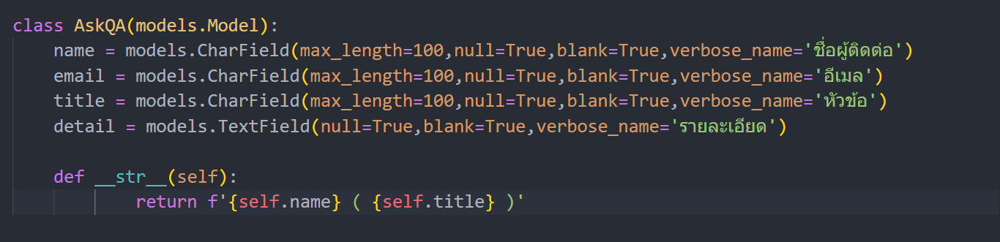 class AskQA(models.Model):
    name = models.CharField(max_length=100,null=True,blank=True,verbose_name='ชื่อผู้ติดต่อ')
    email = models.CharField(max_length=100,null=True,blank=True,verbose_name='อีเมล')
    title = models.CharField(max_length=100,null=True,blank=True,verbose_name='หัวข้อ')
    detail = models.TextField(null=True,blank=True,verbose_name='รายละเอียด')

    def __str__(self):
            return f'{self.name} ( {self.title} )'